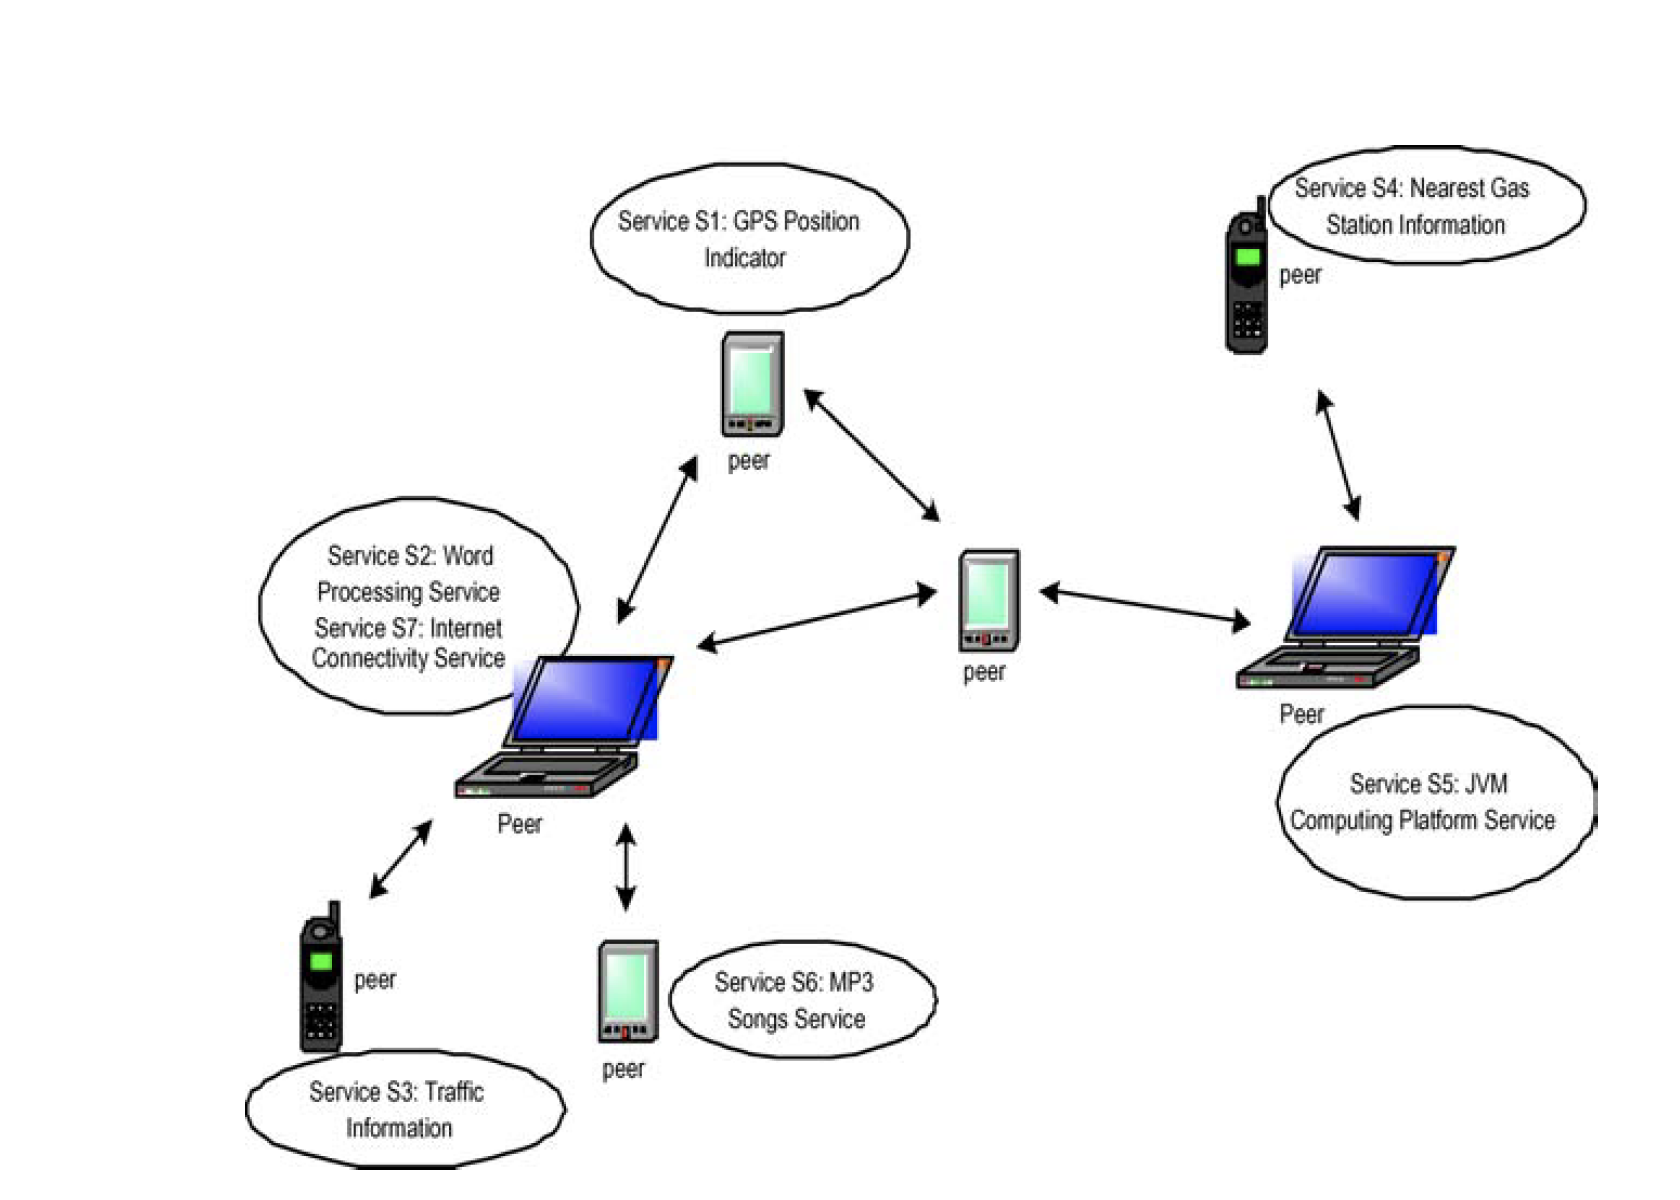 Service S1: GPS Position
Indicator
peer
Service S4: Nearest Gas
Station Information
peer
Service S2: Word
Processing Service
Service S7: Internet
Connectivity Service
Peer
peer
Peer
Service S5: JVM
Computing Platform Service
peer
Service S3: Traffic
Information
peer
Service S6: MP3
Songs Service